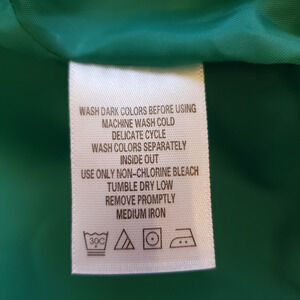 WASH DARK COLORS BEFORE USING
MACHINE WASH COLD
DELICATE CYCLE
WASH COLORS SEPARATELY
INSIDE OUT
USE ONLY NON-CHLORINE BLEACH
TUMBLE DRY LOW
REMOVE PROMPTLY
MEDIUM IRON
30C